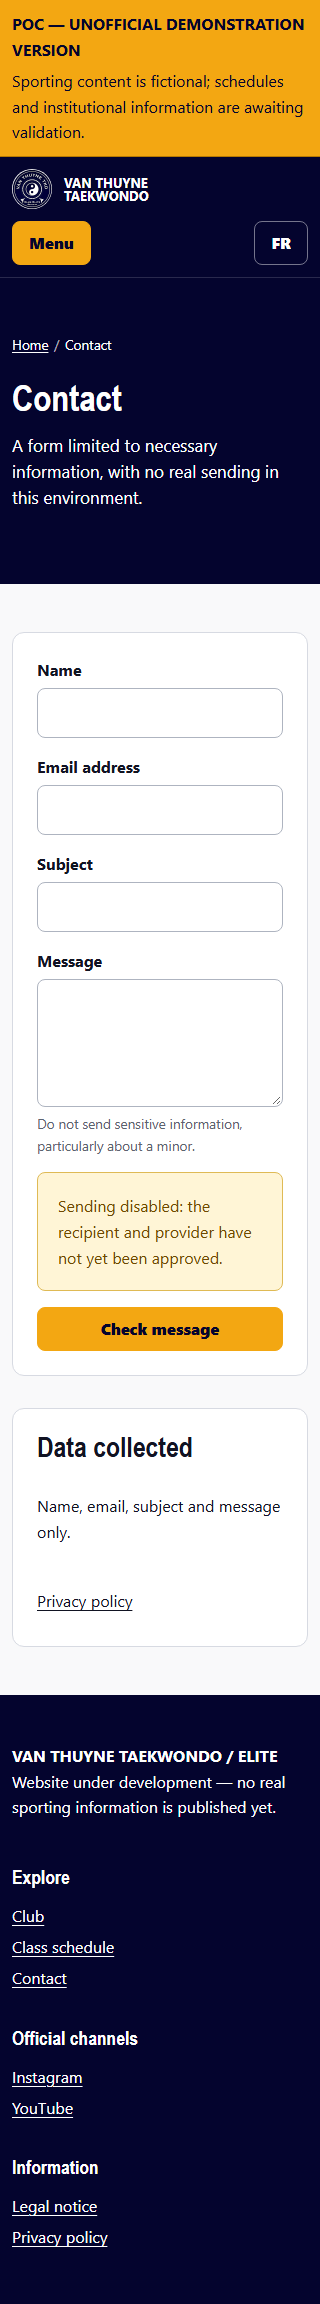 POC — UNOFFICIAL DEMONSTRATION
VERSION
Sporting content is fictional; schedules
and institutional information are awaiting
validation.
VAN THUYNE
TAEKWONDO
Menu
FR
Home / Contact
Contact
A form limited to necessary
information, with no real sending in
this environment.
Name
Email address
Subject
Message
Do not send sensitive information,
particularly about a minor.
Sending disabled: the
recipient and provider have
not yet been approved.
Check message
Data collected
Name, email, subject and message
only.
Privacy policy
VAN THUYNE TAEKWONDO / ELITE
Website under development — no real
sporting information is published yet.
Explore
Club
Class schedule
Contact
Official channels
Instagram
YouTube
Information
Legal notice
Privacy policy